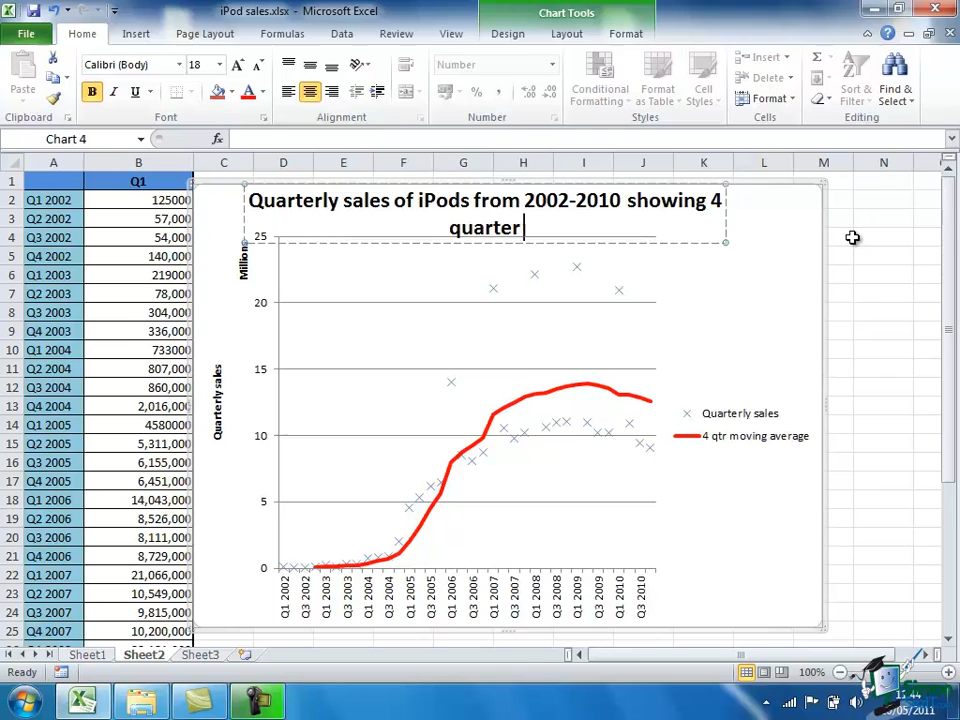 iPod sales.xlsx - Microsoft Excel
Chart Tools
File Home Insert Page Layout Formulas Data Review View Design Layout Format
Calibri (Body) 18 Number
Paste
B I U
Conditional Formatting Format as Table Cell Styles
Insert
Delete
Format
Sort & Filter Find & Select
Clipboard Font Alignment Number Styles Cells Editing
Chart 4 fx
A B C D E F G H I J K L M N
1 Q1
2 Q1 2002 125000
3 Q2 2002 57,000
4 Q3 2002 54,000
5 Q4 2002 140,000
6 Q1 2003 219000
7 Q2 2003 78,000
8 Q3 2003 304,000
9 Q4 2003 336,000
10 Q1 2004 733000
11 Q2 2004 807,000
12 Q3 2004 860,000
13 Q4 2004 2,016,000
14 Q1 2005 4580000
15 Q2 2005 5,311,000
16 Q3 2005 6,155,000
17 Q4 2005 6,451,000
18 Q1 2006 14,043,000
19 Q2 2006 8,526,000
20 Q3 2006 8,111,000
21 Q4 2006 8,729,000
22 Q1 2007 21,066,000
23 Q2 2007 10,549,000
24 Q3 2007 9,815,000
25 Q4 2007 10,200,000
Quarterly sales of iPods from 2002-2010 showing 4
quarter
Millions
Quarterly sales
25
20
15
10
5
0
Q1 2002 Q3 2002 Q1 2003 Q3 2003 Q1 2004 Q3 2004 Q1 2005 Q3 2005 Q1 2006 Q3 2006 Q1 2007 Q3 2007 Q1 2008 Q3 2008 Q1 2009 Q3 2009 Q1 2010 Q3 2010
Quarterly sales
4 qtr moving average
Sheet1 Sheet2 Sheet3
Ready 100%
11:44